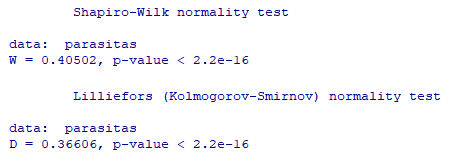 Shapiro-Wilk normality test
data:  parasitas
W = 0.40502, p-value < 2.2e-16
Lilliefors (Kolmogorov-Smirnov) normality test
data:  parasitas
D = 0.36606, p-value < 2.2e-16